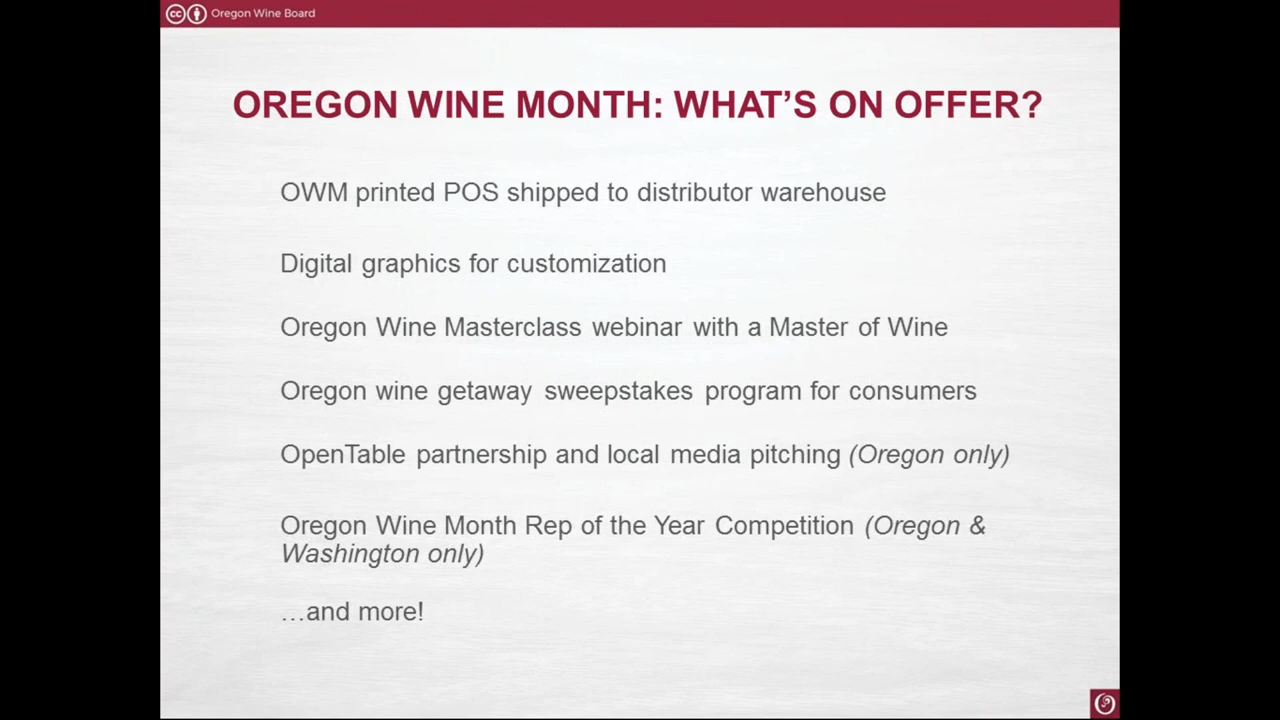 cc Oregon Wine Board
OREGON WINE MONTH: WHAT'S ON OFFER?
OWM printed POS shipped to distributor warehouse
Digital graphics for customization
Oregon Wine Masterclass webinar with a Master of Wine
Oregon wine getaway sweepstakes program for consumers
OpenTable partnership and local media pitching (Oregon only)
Oregon Wine Month Rep of the Year Competition (Oregon &
Washington only)
…and more!